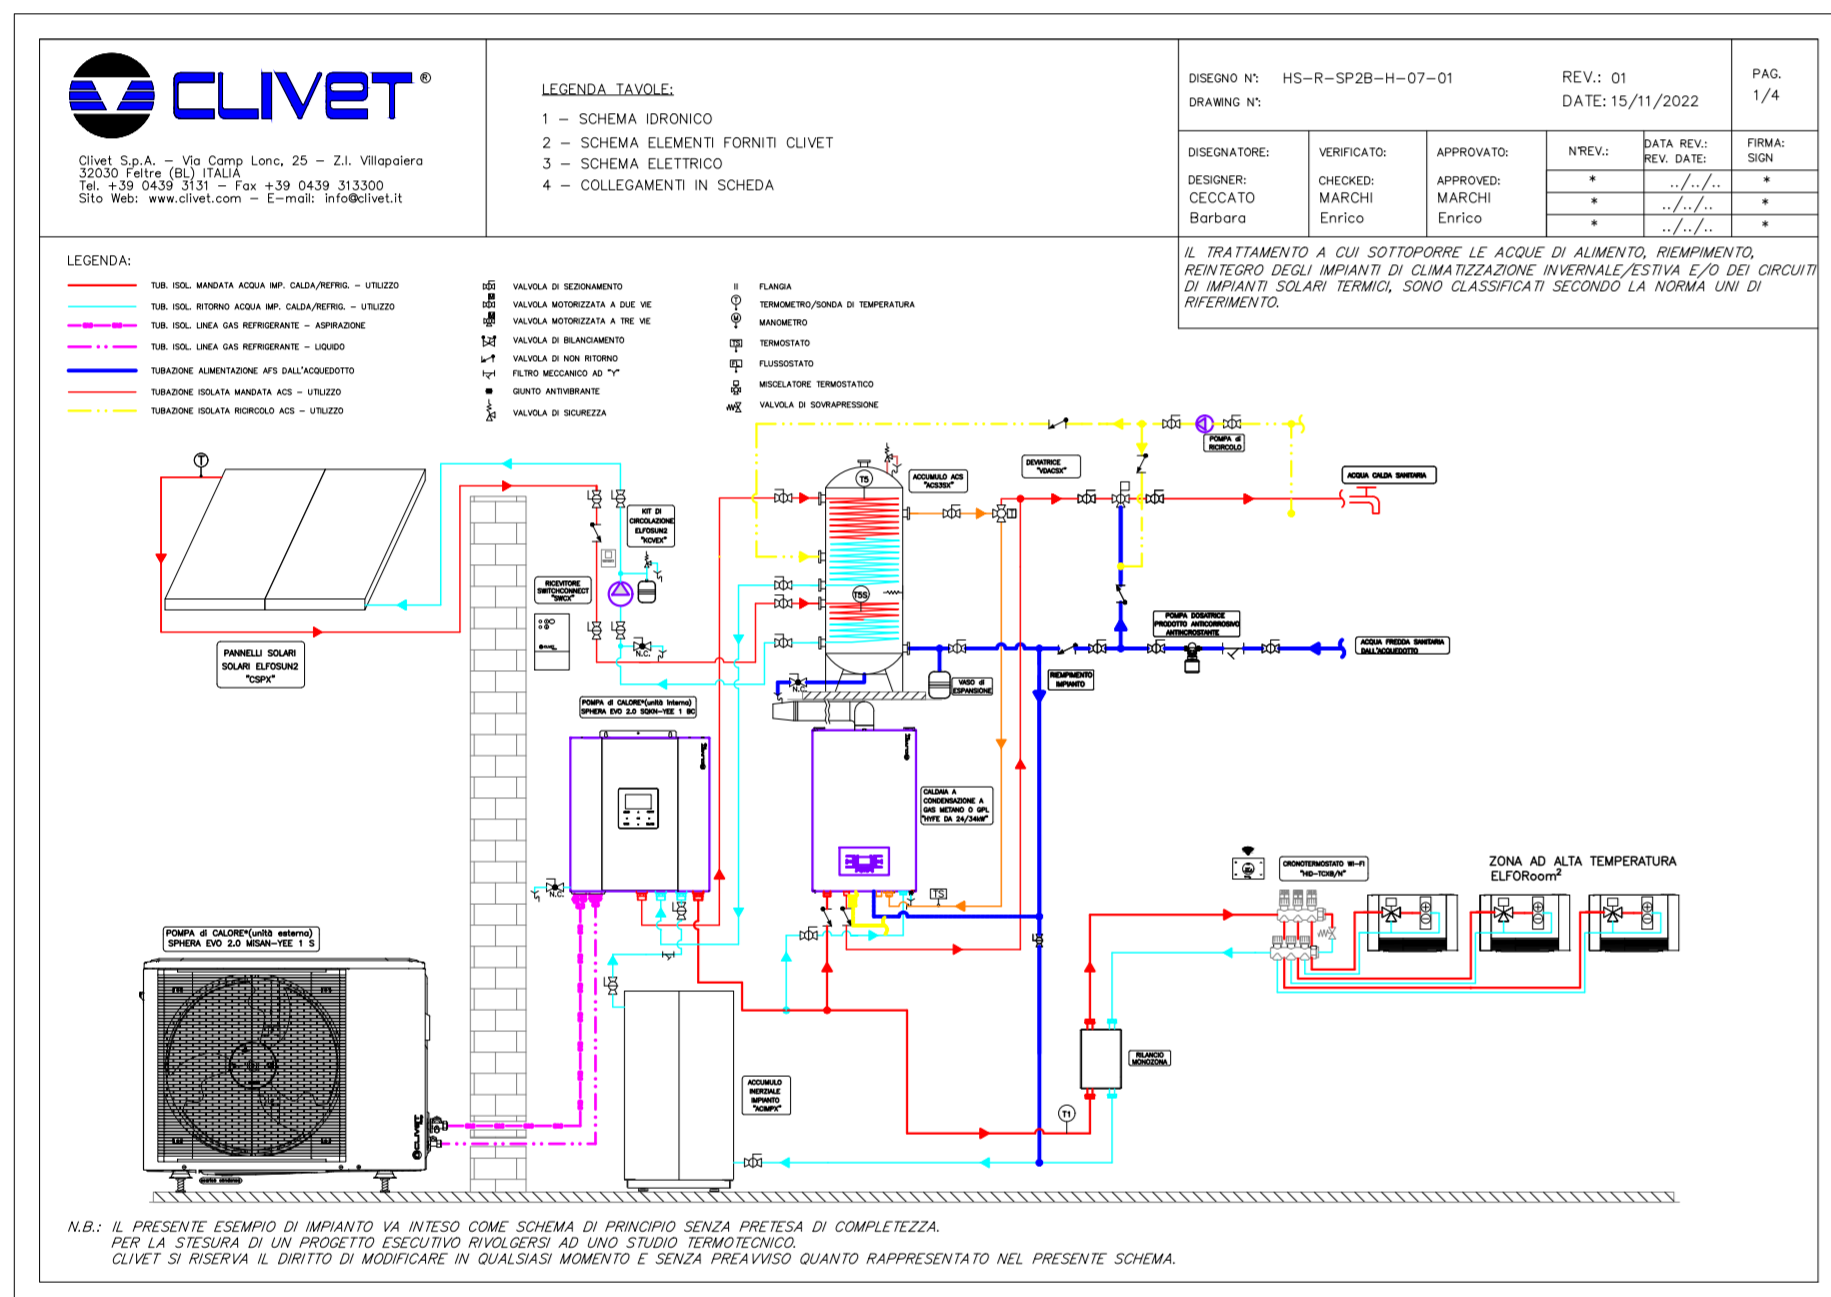 CLIVET®
Clivet S.p.A. – Via Camp Lonc, 25 – Z.I. Villapaiera
32030 Feltre (BL) ITALIA
Tel. +39 0439 3131 – Fax +39 0439 313300
Sito Web: www.clivet.com – E-mail: info@clivet.it
LEGENDA TAVOLE:
1 – SCHEMA IDRONICO
2 – SCHEMA ELEMENTI FORNITI CLIVET
3 – SCHEMA ELETTRICO
4 – COLLEGAMENTI IN SCHEDA
DISEGNO N°: HS-R-SP2B-H-07-01
DRAWING N°:
REV.: 01
DATE: 15/11/2022
PAG.
1/4
DISEGNATORE:
DESIGNER:
CECCATO
Barbara
VERIFICATO:
CHECKED:
MARCHI
Enrico
APPROVATO:
APPROVED:
MARCHI
Enrico
N°REV.:
DATA REV.:
REV. DATE:
FIRMA:
SIGN
* ../../.. *
* ../../.. *
* ../../.. *
IL TRATTAMENTO A CUI SOTTOPORRE LE ACQUE DI ALIMENTO, RIEMPIMENTO,
REINTEGRO DEGLI IMPIANTI DI CLIMATIZZAZIONE INVERNALE/ESTIVA E/O DEI CIRCUITI
DI IMPIANTI SOLARI TERMICI, SONO CLASSIFICATI SECONDO LA NORMA UNI DI
RIFERIMENTO.
LEGENDA:
TUB. ISOL. MANDATA ACQUA IMP. CALDA/REFRIG. – UTILIZZO
TUB. ISOL. RITORNO ACQUA IMP. CALDA/REFRIG. – UTILIZZO
TUB. ISOL. LINEA GAS REFRIGERANTE – ASPIRAZIONE
TUB. ISOL. LINEA GAS REFRIGERANTE – LIQUIDO
TUBAZIONE ALIMENTAZIONE AFS DALL'ACQUEDOTTO
TUBAZIONE ISOLATA MANDATA ACS – UTILIZZO
TUBAZIONE ISOLATA RICIRCOLO ACS – UTILIZZO
VALVOLA DI SEZIONAMENTO
VALVOLA MOTORIZZATA A DUE VIE
VALVOLA MOTORIZZATA A TRE VIE
VALVOLA DI BILANCIAMENTO
VALVOLA DI NON RITORNO
FILTRO MECCANICO AD "Y"
GIUNTO ANTIVIBRANTE
VALVOLA DI SICUREZZA
FLANGIA
T TERMOMETRO/SONDA DI TEMPERATURA
M MANOMETRO
TS TERMOSTATO
FL FLUSSOSTATO
MISCELATORE TERMOSTATICO
VALVOLA DI SOVRAPRESSIONE
T
PANNELLI SOLARI
SOLARI ELFOSUN2
"CSPX"
KIT DI
CIRCOLAZIONE
ELFOSUN2
"KCVEX"
RICEVITORE
SWITCHCONNECT
"SWCX"
N.C.
T5
T5S
ACCUMULO ACS
"ACS3SX"
DEVIATRICE
"VDACSX"
POMPA di
RICIRCOLO
ACQUA CALDA SANITARIA
POMPA DOSATRICE
PRODOTTO ANTICORROSIVO
ANTINCROSTANTE
ACQUA FREDDA SANITARIA
DALL'ACQUEDOTTO
RIEMPIMENTO
IMPIANTO
VASO di
ESPANSIONE
N.C.
POMPA di CALORE*(unità interna)
SPHERA EVO 2.0 SQKN-YEE 1 BC
CALDAIA A
CONDENSAZIONE A
GAS METANO O GPL
"HYFE DA 24/34kW"
N.C.
TS
CRONOTERMOSTATO WI-FI
"HID-TCXB/N"
ZONA AD ALTA TEMPERATURA
ELFORoom²
POMPA di CALORE*(unità esterna)
SPHERA EVO 2.0 MISAN-YEE 1 S
CLIVET
scarico condensa
ACCUMULO
INERZIALE
IMPIANTO
"ACIMPX"
RILANCIO
MONOZONA
T1
N.B.: IL PRESENTE ESEMPIO DI IMPIANTO VA INTESO COME SCHEMA DI PRINCIPIO SENZA PRETESA DI COMPLETEZZA.
PER LA STESURA DI UN PROGETTO ESECUTIVO RIVOLGERSI AD UNO STUDIO TERMOTECNICO.
CLIVET SI RISERVA IL DIRITTO DI MODIFICARE IN QUALSIASI MOMENTO E SENZA PREAVVISO QUANTO RAPPRESENTATO NEL PRESENTE SCHEMA.